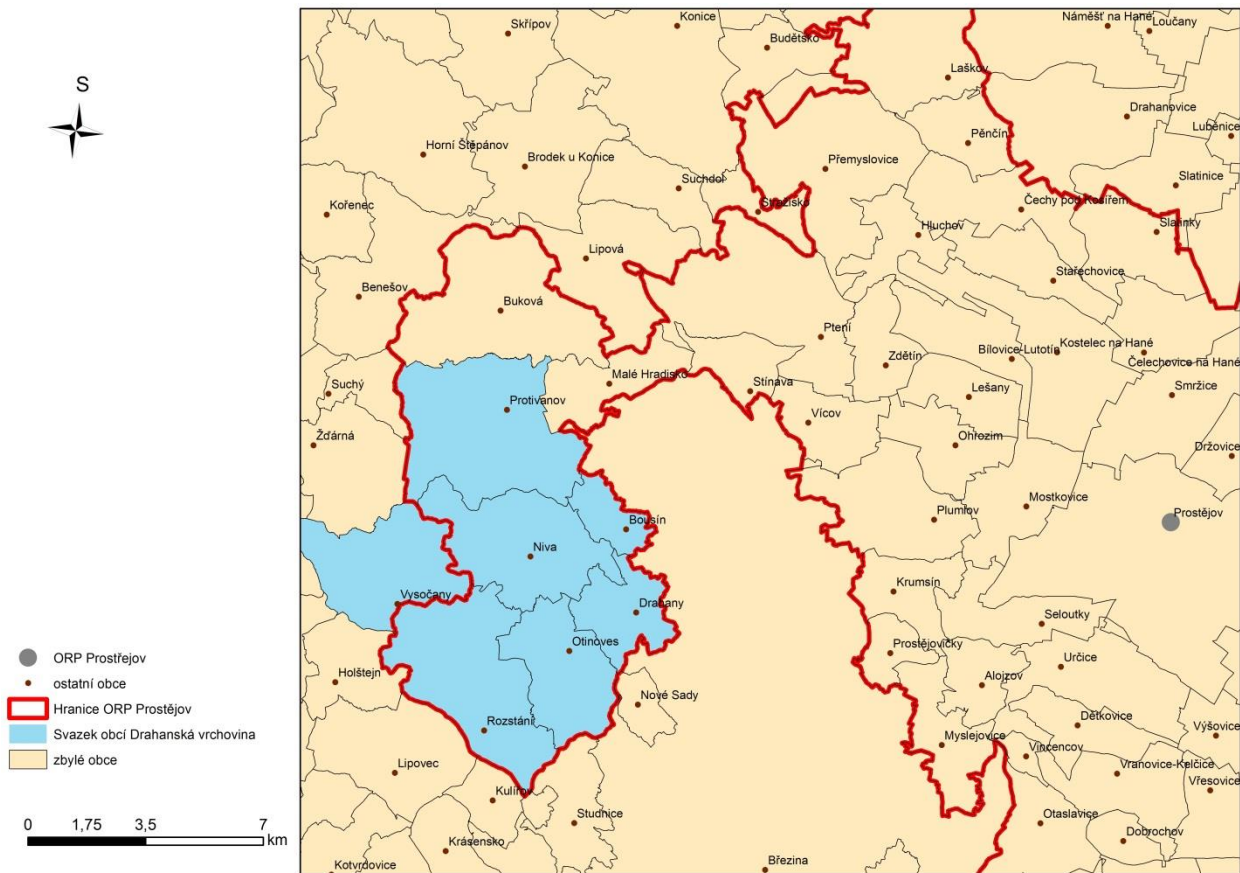 S
Skřípov
Konice
Náměšť na Hané
Loučany
Budětsko
Laškov
Drahanovice
Luběnice
Pěnčín
Horní Štěpánov
Brodek u Konice
Přemyslovice
Suchdol
Slatinice
Kořenec
Stražisko
Čechy pod Kosířem
Hluchov
Slatinky
Lipová
Stařechovice
Benešov
Buková
Ptení
Zdětín
Bílovice-Lutotín
Kostelec na Hané
Čelechovice na Hané
Suchý
Malé Hradisko
Stínava
Lešany
Smržice
Protivanov
Vícov
Žďárná
Ohrozim
Držovice
Mostkovice
Plumlov
Prostějov
Bousín
Niva
Krumsín
Vysočany
Drahany
Seloutky
Otinoves
Prostějovičky
Určice
Holštejn
Alojzov
Nové Sady
Rozstání
Dětkovice
Výšovice
Myslejovice
Vincencov
Vranovice-Kelčice
Lipovec
Vřesovice
Kulířov
Studnice
Otaslavice
Dobrochov
Krásensko
Kotvrdovice
Březina
ORP Prostřejov
ostatní obce
Hranice ORP Prostějov
Svazek obcí Drahanská vrchovina
zbylé obce
0 1,75 3,5 7
km